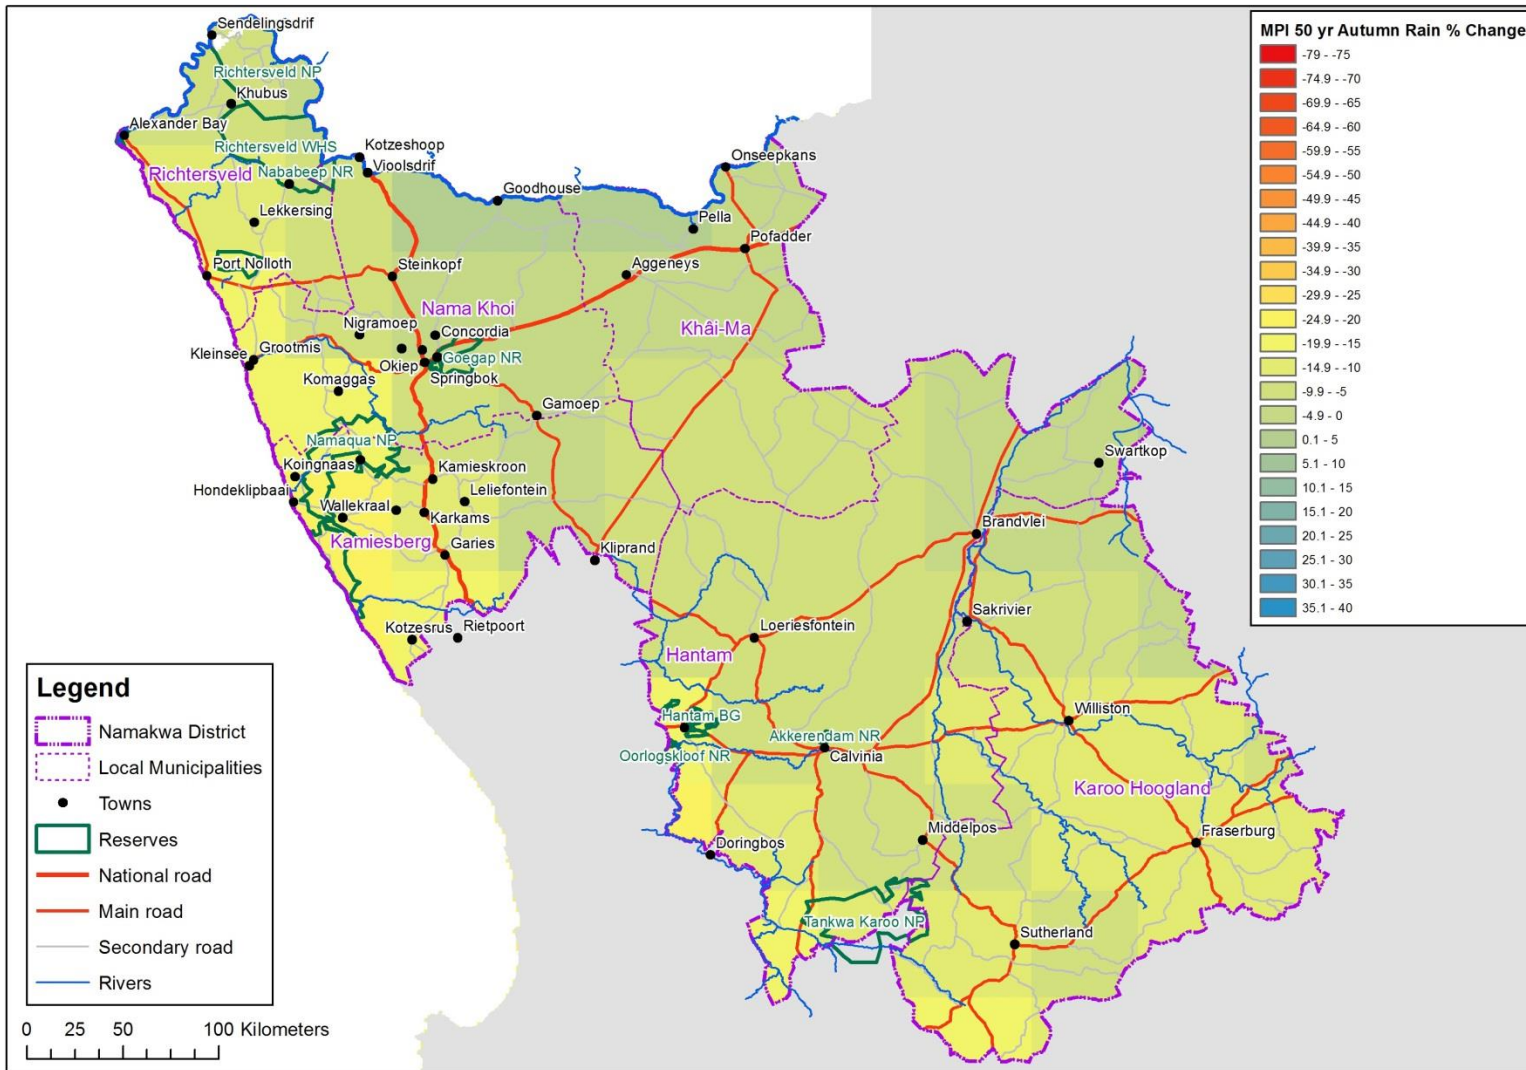 Sendelingsdrif
Richtersveld NP
Khubus
Alexander Bay
Richtersveld WHS
Kotzeshoop
Vioolsdrif
Richtersveld
Nababeep NR
Onseepkans
Goodhouse
Lekkersing
Pella
Pofadder
Port Nolloth
Steinkopf
Aggeneys
Nama Khoi
Khâi-Ma
Nigramoep
Concordia
Kleinsee
Grootmis
Okiep
Goegap NR
Springbok
Komaggas
Gamoep
Namaqua NP
Koingnaas
Kamieskroon
Swartkop
Hondeklipbaai
Leliefontein
Wallekraal
Karkams
Brandvlei
Kamiesberg
Garies
Kliprand
Sakrivier
Kotzesrus
Rietpoort
Loeriesfontein
Hantam
Hantam BG
Williston
Akkerendam NR
Oorlogskloof NR
Calvinia
Karoo Hoogland
Middelpos
Fraserburg
Doringbos
Tankwa Karoo NP
Sutherland
MPI 50 yr Autumn Rain % Change
-79 - -75
-74.9 - -70
-69.9 - -65
-64.9 - -60
-59.9 - -55
-54.9 - -50
-49.9 - -45
-44.9 - -40
-39.9 - -35
-34.9 - -30
-29.9 - -25
-24.9 - -20
-19.9 - -15
-14.9 - -10
-9.9 - -5
-4.9 - 0
0.1 - 5
5.1 - 10
10.1 - 15
15.1 - 20
20.1 - 25
25.1 - 30
30.1 - 35
35.1 - 40
Legend
Namakwa District
Local Municipalities
Towns
Reserves
National road
Main road
Secondary road
Rivers
0 25 50 100 Kilometers